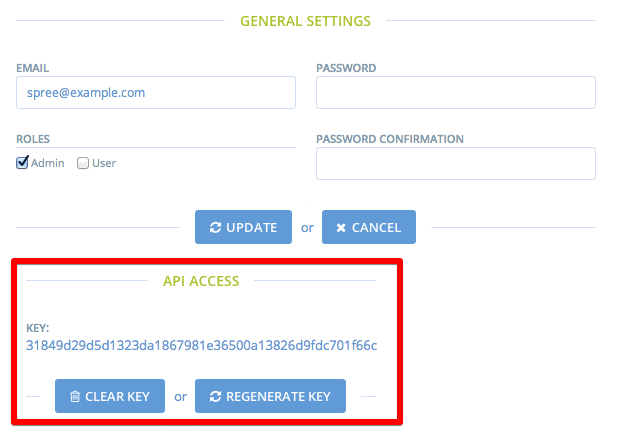 GENERAL SETTINGS
EMAIL
spree@example.com
PASSWORD
ROLES
Admin User
PASSWORD CONFIRMATION
UPDATE or CANCEL
API ACCESS
KEY:
31849d29d5d1323da1867981e36500a13826d9fdc701f66c
CLEAR KEY or REGENERATE KEY